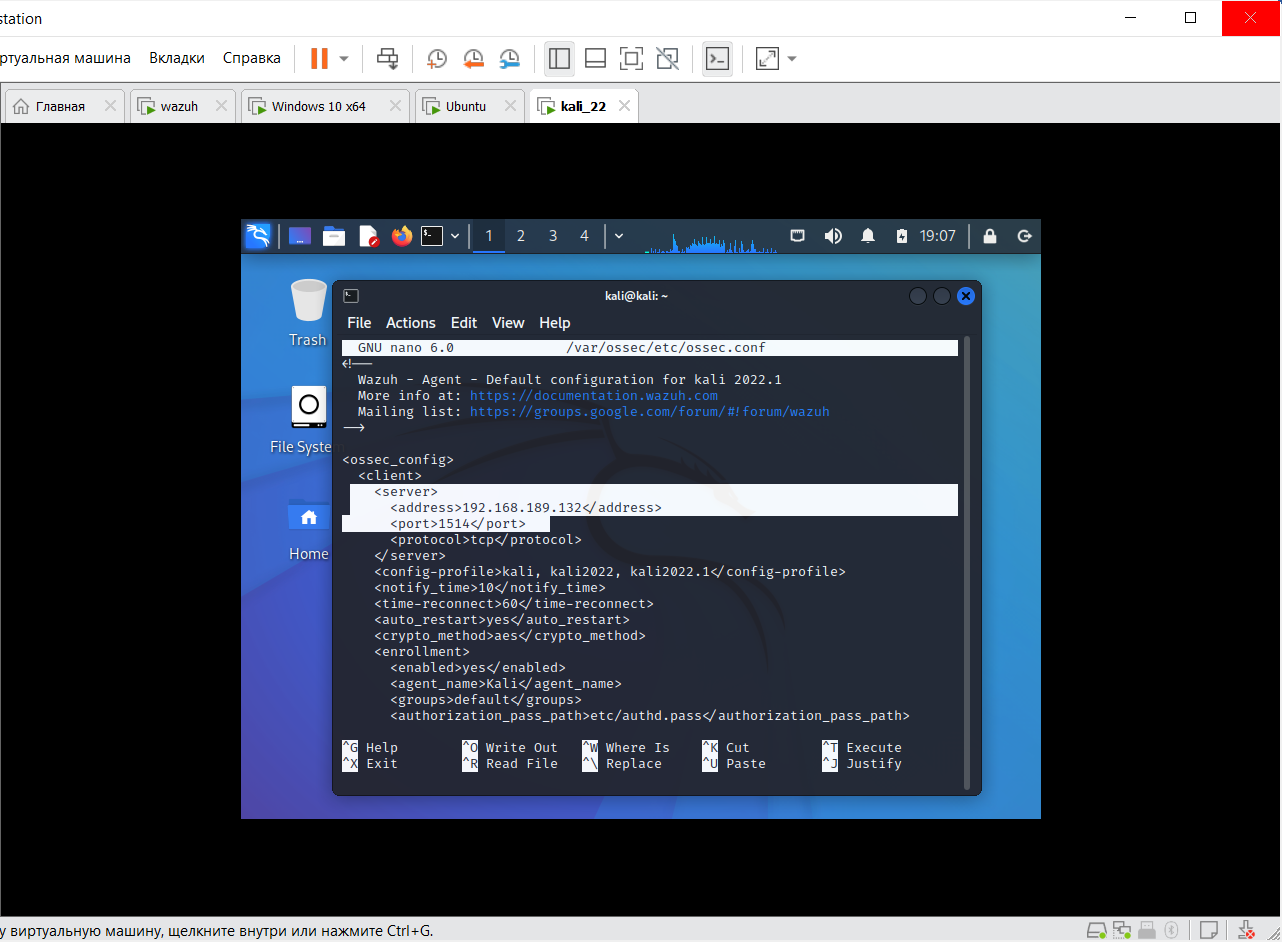 station
ртуальная машина Вкладки Справка
Главная wazuh Windows 10 x64 Ubuntu kali_22
1 2 3 4 19:07
Trash
File Syste
Home
kali@kali: ~
File Actions Edit View Help
GNU nano 6.0 /var/ossec/etc/ossec.conf
<!--
Wazuh - Agent - Default configuration for kali 2022.1
More info at: https://documentation.wazuh.com
Mailing list: https://groups.google.com/forum/#!forum/wazuh
-->
<ossec_config>
<client>
<server>
<address>192.168.189.132</address>
<port>1514</port>
<protocol>tcp</protocol>
</server>
<config-profile>kali, kali2022, kali2022.1</config-profile>
<notify_time>10</notify_time>
<time-reconnect>60</time-reconnect>
<auto_restart>yes</auto_restart>
<crypto_method>aes</crypto_method>
<enrollment>
<enabled>yes</enabled>
<agent_name>Kali</agent_name>
<groups>default</groups>
<authorization_pass_path>etc/authd.pass</authorization_pass_path>
^G Help ^O Write Out ^W Where Is ^K Cut ^T Execute
^X Exit ^R Read File ^\ Replace ^U Paste ^J Justify
у виртуальную машину, щелкните внутри или нажмите Ctrl+G.